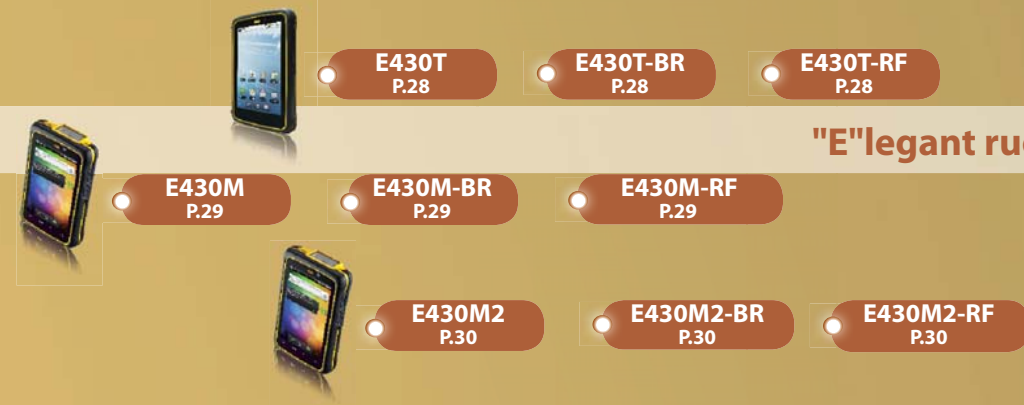 E430T
P.28
E430T-BR
P.28
E430T-RF
P.28
"E"legant
E430M
P.29
E430M-BR
P.29
E430M-RF
P.29
E430M2
P.30
E430M2-BR
P.30
E430M2-RF
P.30